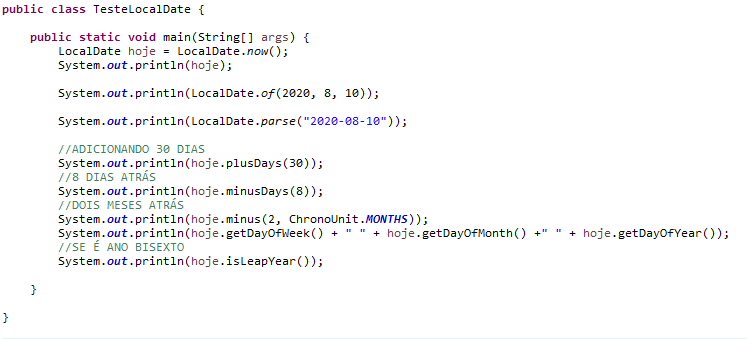 public class TesteLocalDate {
public static void main(String[] args) {
LocalDate hoje = LocalDate.now();
System.out.println(hoje);
System.out.println(LocalDate.of(2020, 8, 10));
System.out.println(LocalDate.parse("2020-08-10"));
//ADICIONANDO 30 DIAS
System.out.println(hoje.plusDays(30));
//8 DIAS ATRÁS
System.out.println(hoje.minusDays(8));
//DOIS MESES ATRÁS
System.out.println(hoje.minus(2, ChronoUnit.MONTHS));
System.out.println(hoje.getDayOfWeek() + " " + hoje.getDayOfMonth() +" " + hoje.getDayOfYear());
//SE É ANO BISEXTO
System.out.println(hoje.isLeapYear());
}
}